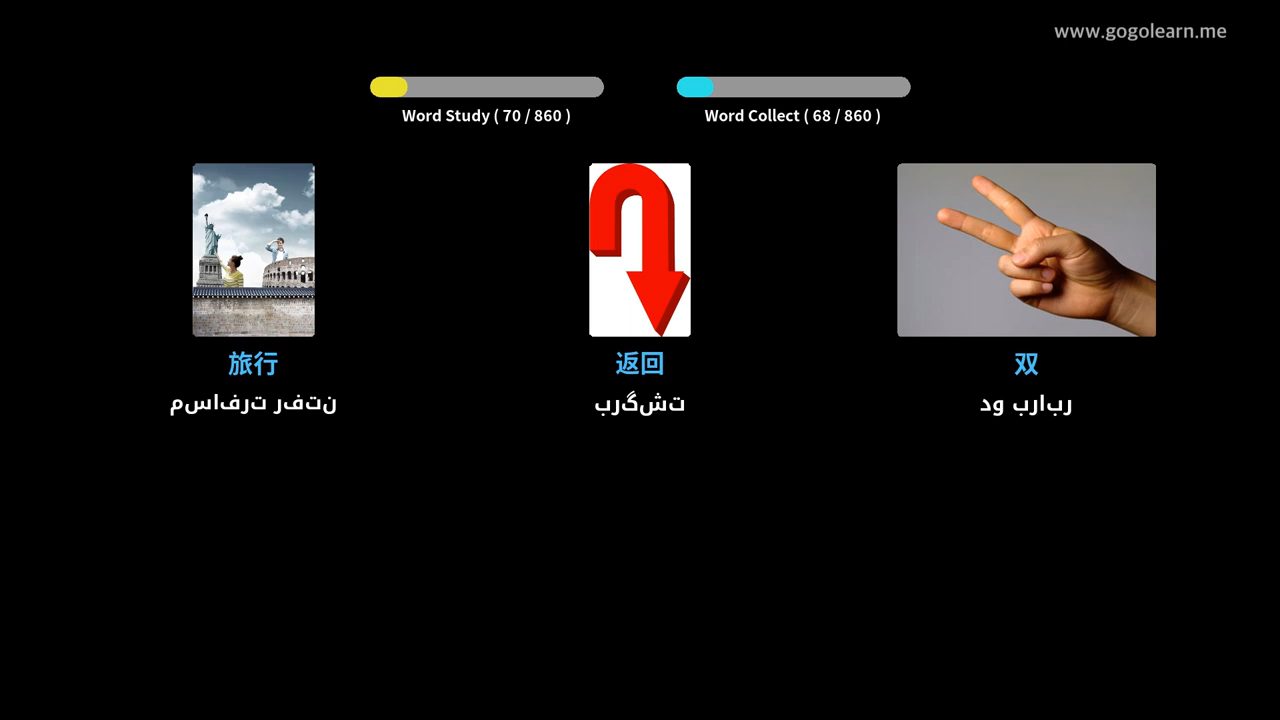 www.gogolearn.me
Word Study ( 70 / 860 )
Word Collect ( 68 / 860 )
旅行
返回
双
مسافرت رفتن
برگشت
دو برابر